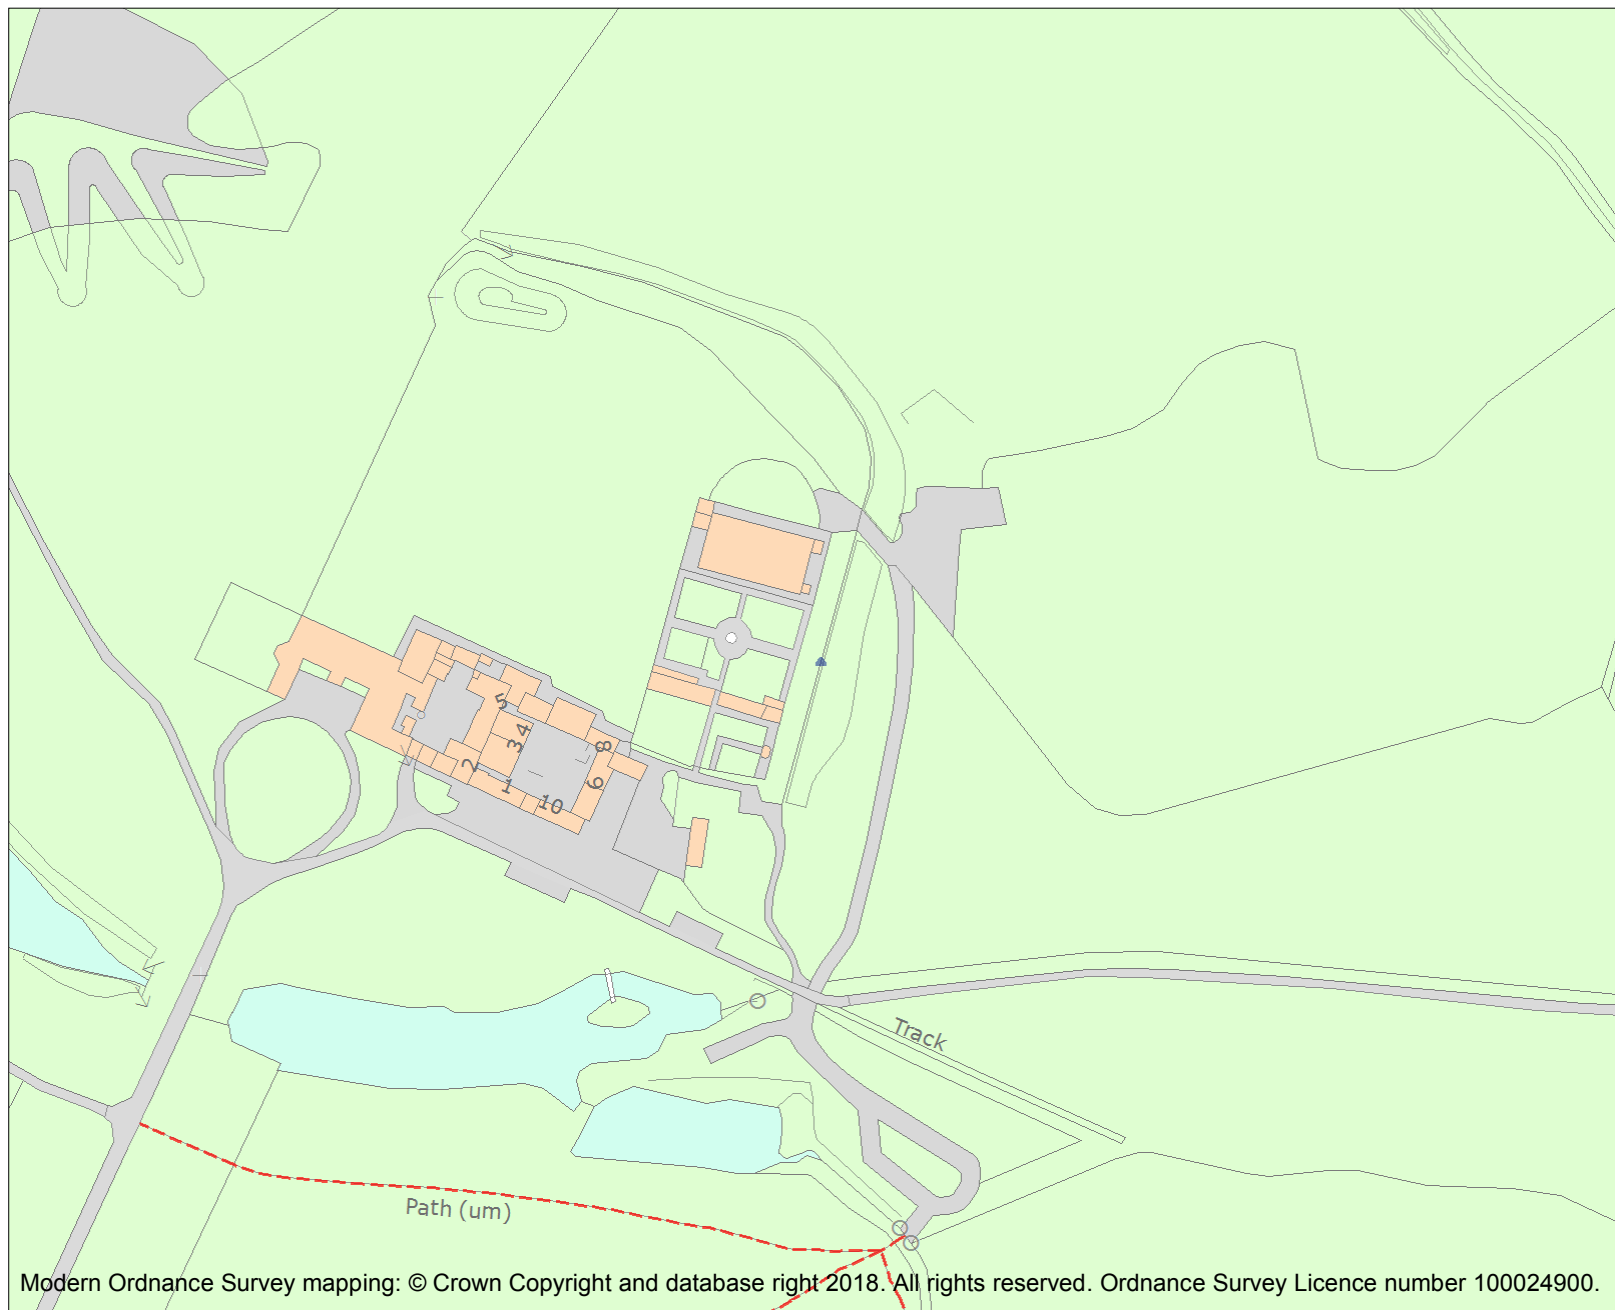 5
4
3
8
2
9
1
10
Track
Path (um)
Modern Ordnance Survey mapping: © Crown Copyright and database right 2018. All rights reserved. Ordnance Survey Licence number 100024900.